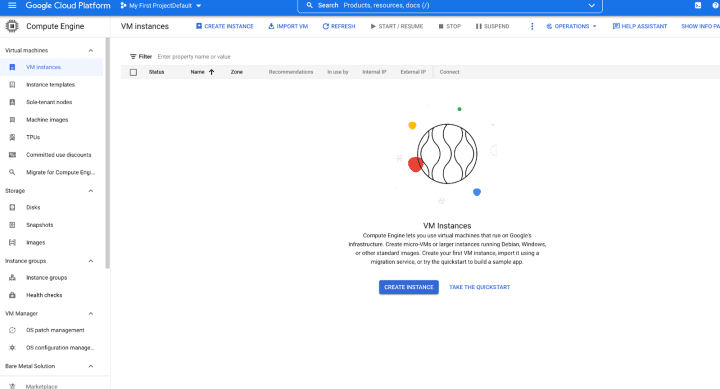 Google Cloud Platform
My First ProjectDefault
Search Products, resources, docs (/)
Compute Engine
VM instances
CREATE INSTANCE
IMPORT VM
REFRESH
START / RESUME
STOP
SUSPEND
OPERATIONS
HELP ASSISTANT
SHOW INFO PA
Virtual machines
VM instances
Instance templates
Sole-tenant nodes
Machine images
TPUs
Committed use discounts
Migrate for Compute Engi...
Storage
Disks
Snapshots
Images
Instance groups
Instance groups
Health checks
VM Manager
OS patch management
OS configuration manage...
Bare Metal Solution
Marketplace
Filter Enter property name or value
Status Name Zone Recommendations In use by Internal IP External IP Connect
VM Instances
Compute Engine lets you use virtual machines that run on Google's
infrastructure. Create micro-VMs or larger instances running Debian, Windows,
or other standard images. Create your first VM instance, import it using a
migration service, or try the quickstart to build a sample app.
CREATE INSTANCE
TAKE THE QUICKSTART